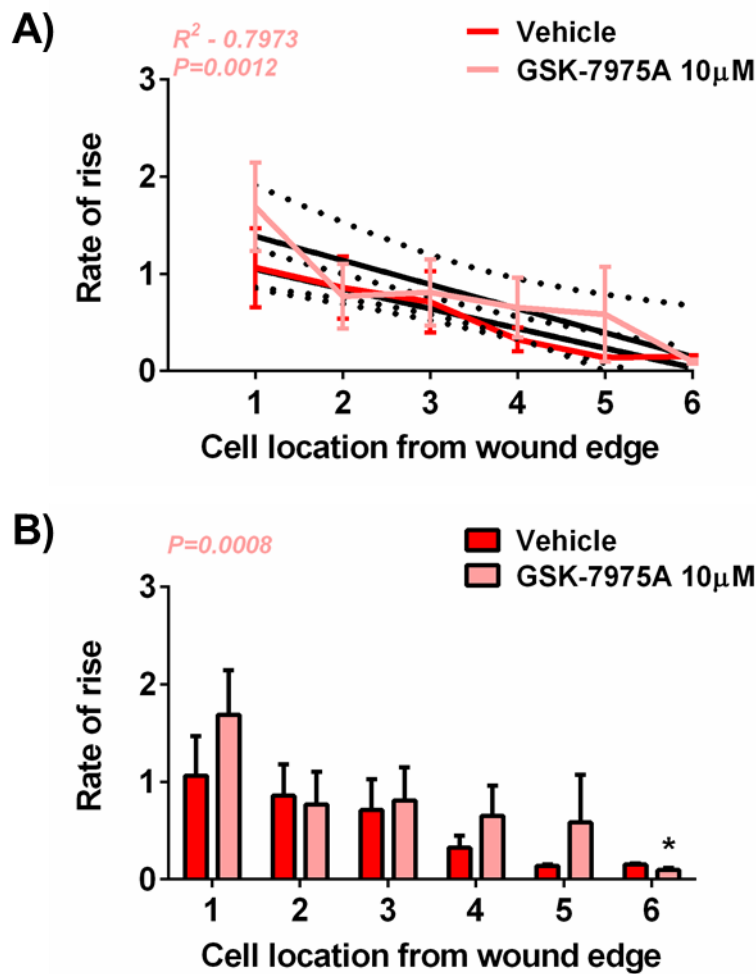 A)
R² - 0.7973
P=0.0012
Vehicle
GSK-7975A 10μM
Rate of rise
3
2
1
0
1 2 3 4 5 6
Cell location from wound edge
B)
P=0.0008
Vehicle
GSK-7975A 10μM
Rate of rise
3
2
1
0
*
1 2 3 4 5 6
Cell location from wound edge